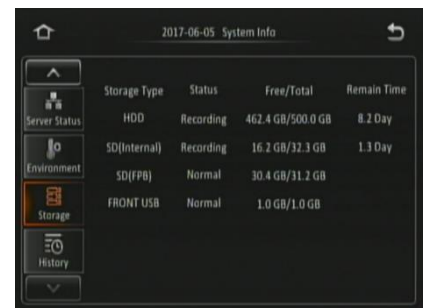 2017-06-05 System Info
Storage Type Status Free/Total Remain Time
Server Status
HDD Recording 462.4 GB/500.0 GB 8.2 Day
SD(Internal) Recording 16.2 GB/32.3 GB 1.3 Day
Environment
SD(FPB) Normal 30.4 GB/31.2 GB
Storage
FRONT USB Normal 1.0 GB/1.0 GB
History